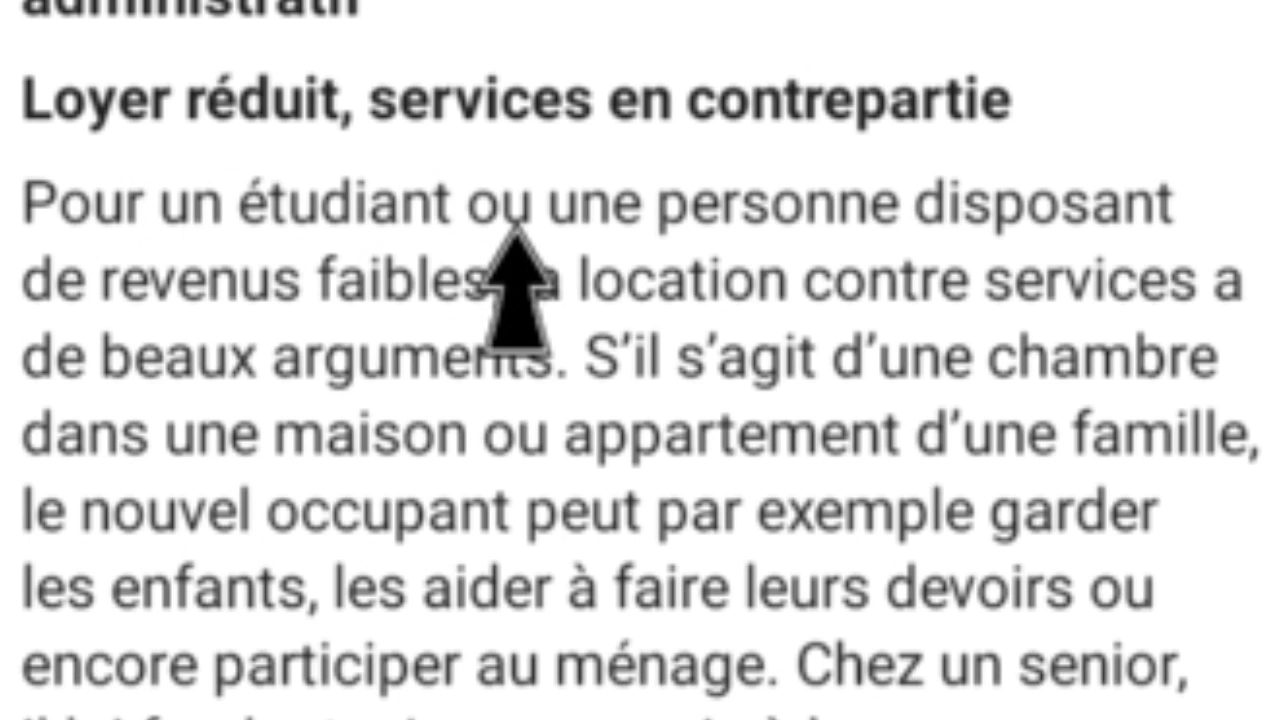 administratif
Loyer réduit, services en contrepartie
Pour un étudiant ou une personne disposant
de revenus faibles location contre services a
de beaux arguments. S’il s’agit d’une chambre
dans une maison ou appartement d’une famille,
le nouvel occupant peut par exemple garder
les enfants, les aider à faire leurs devoirs ou
encore participer au ménage. Chez un senior,